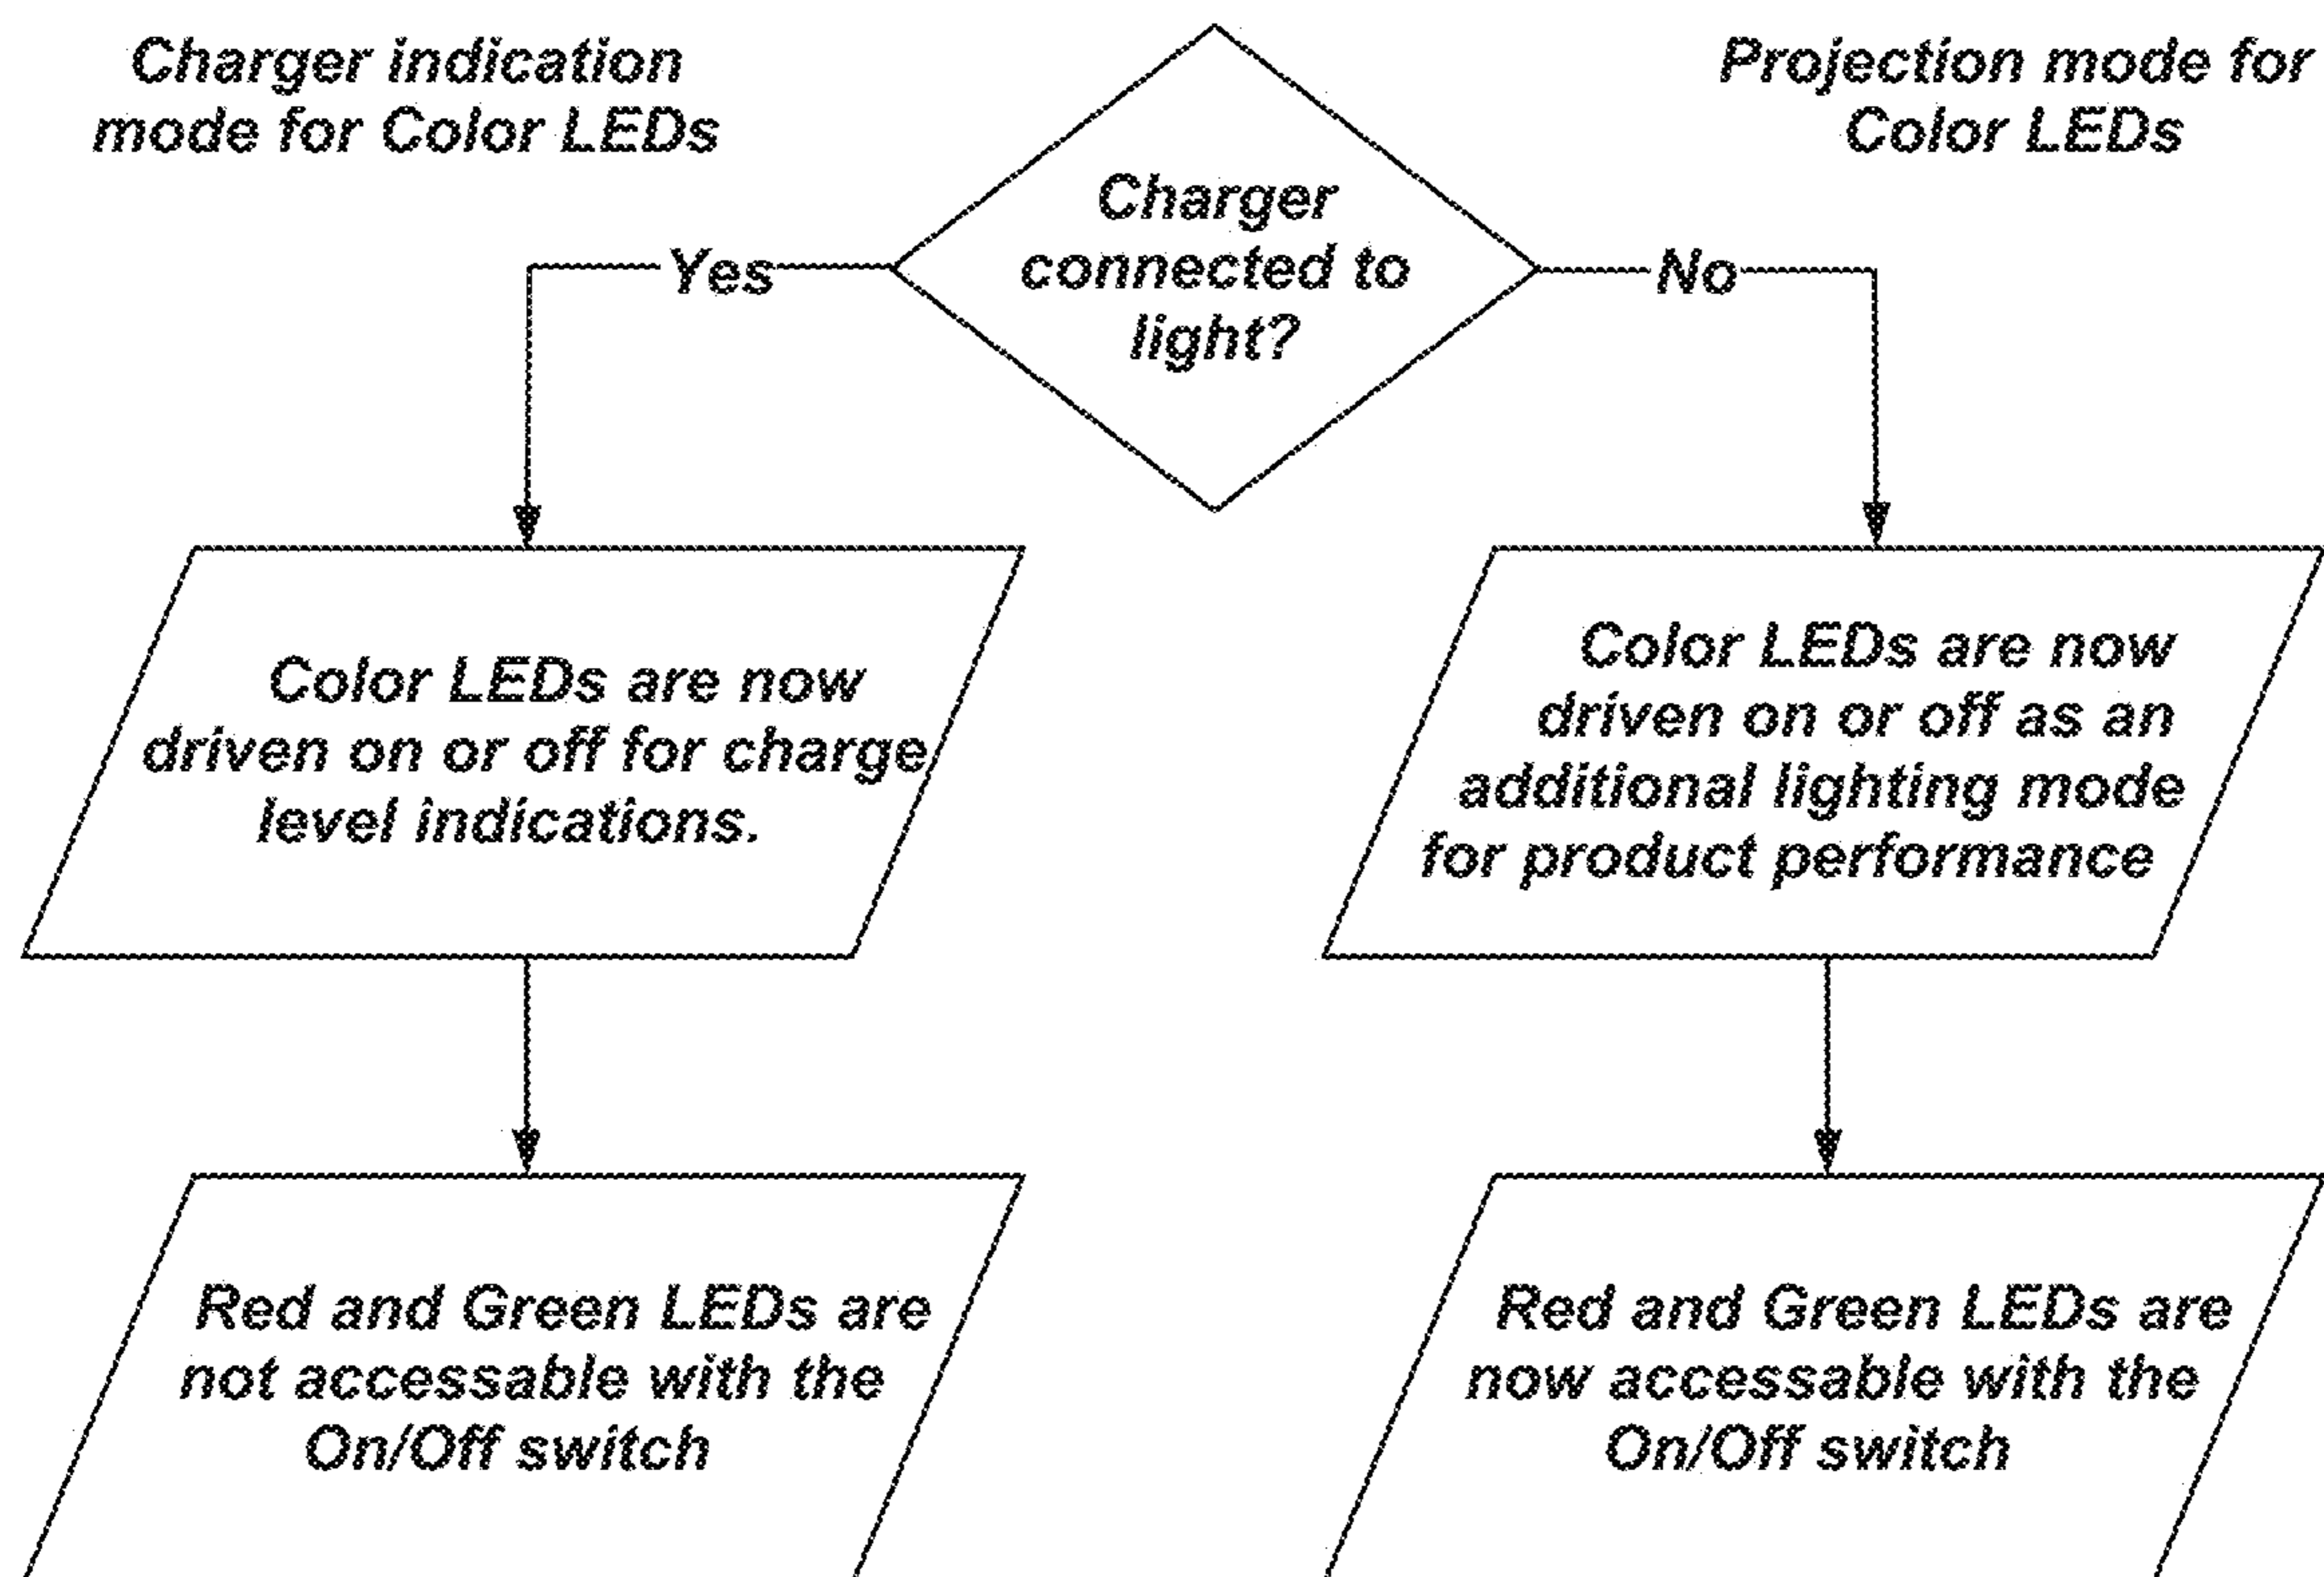 Charger indication
mode for Color LEDs
Projection mode for
Color LEDs
Charger
connected to
light?
Yes
No
Color LEDs are now
driven on or off for charge
level indications.
Color LEDs are now
driven on or off as an
additional lighting mode
for product performance
Red and Green LEDs are
not accessable with the
On/Off switch
Red and Green LEDs are
now accessable with the
On/Off switch